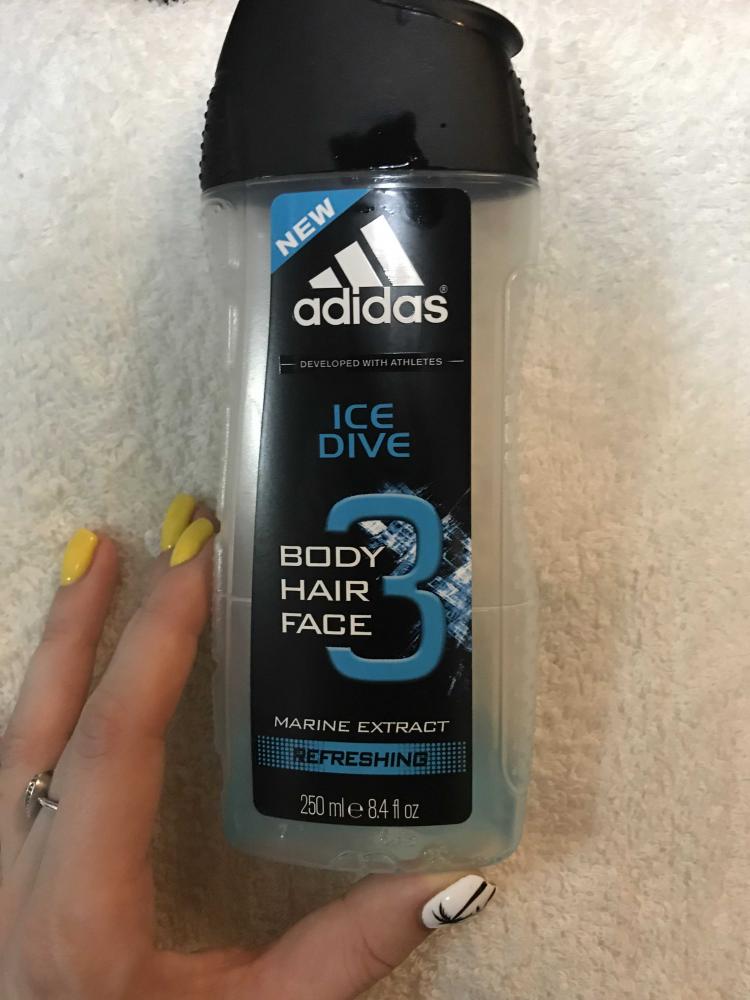 NEW
adidas®
DEVELOPED WITH ATHLETES
ICE
DIVE
3
BODY
HAIR
FACE
MARINE EXTRACT
REFRESHING
250 ml e 8.4 fl oz